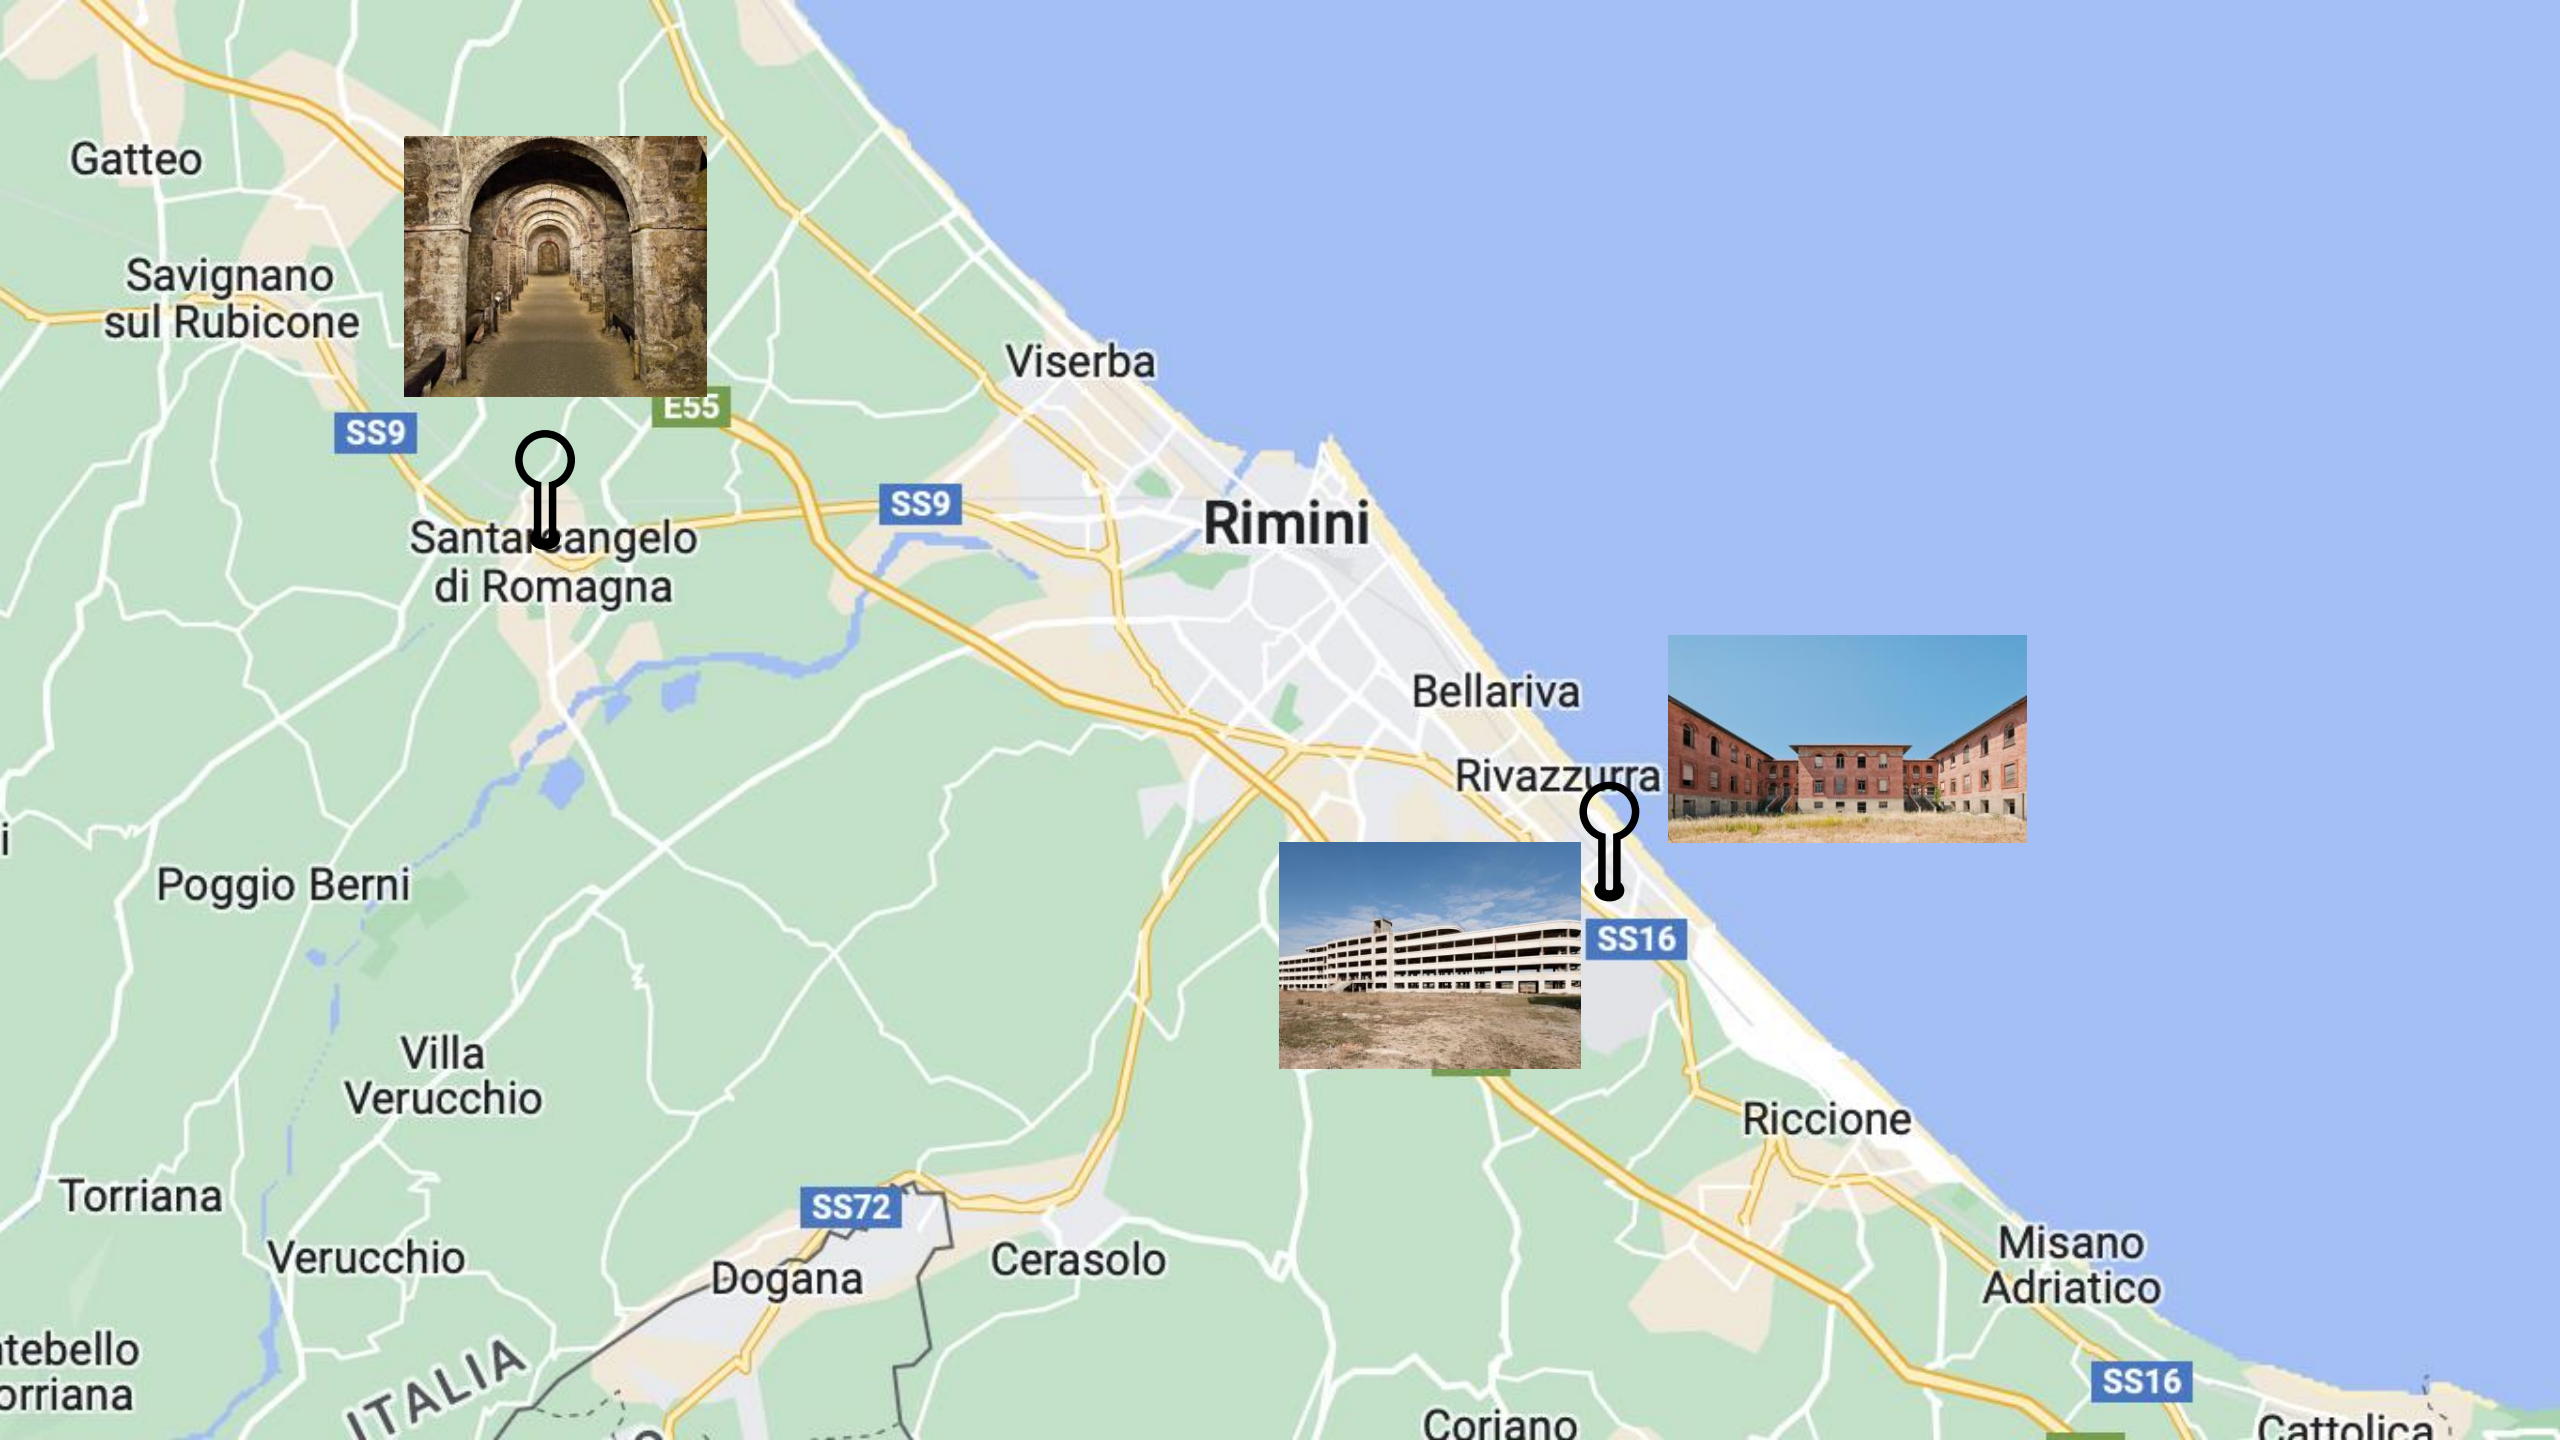 Gatteo
Savignano
sul Rubicone
Viserba
E55
SS9
SS9
Rimini
Santarcangelo
di Romagna
Bellariva
Rivazzurra
Poggio Berni
SS16
Villa
Verucchio
Riccione
Torriana
SS72
Verucchio
Dogana
Cerasolo
Misano
Adriatico
ITALIA
SS16
Coriano
Cattolica